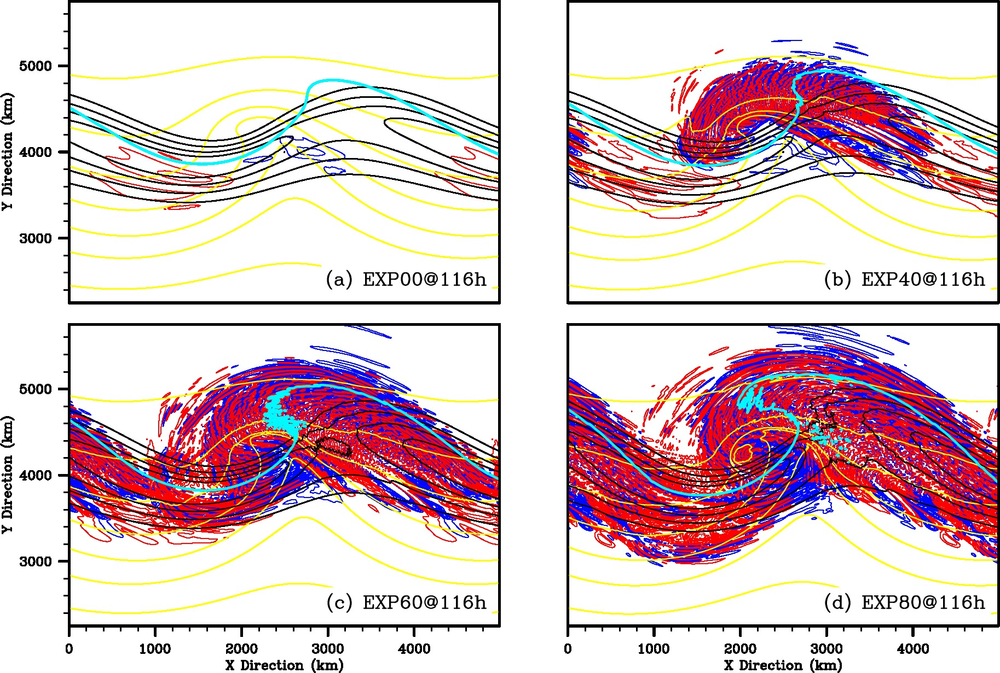 5000
4000
3000
Y Direction (km)
(a) EXP00@116h
(b) EXP40@116h
5000
4000
3000
Y Direction (km)
(c) EXP60@116h
(d) EXP80@116h
0 1000 2000 3000 4000
X Direction (km)
0 1000 2000 3000 4000
X Direction (km)